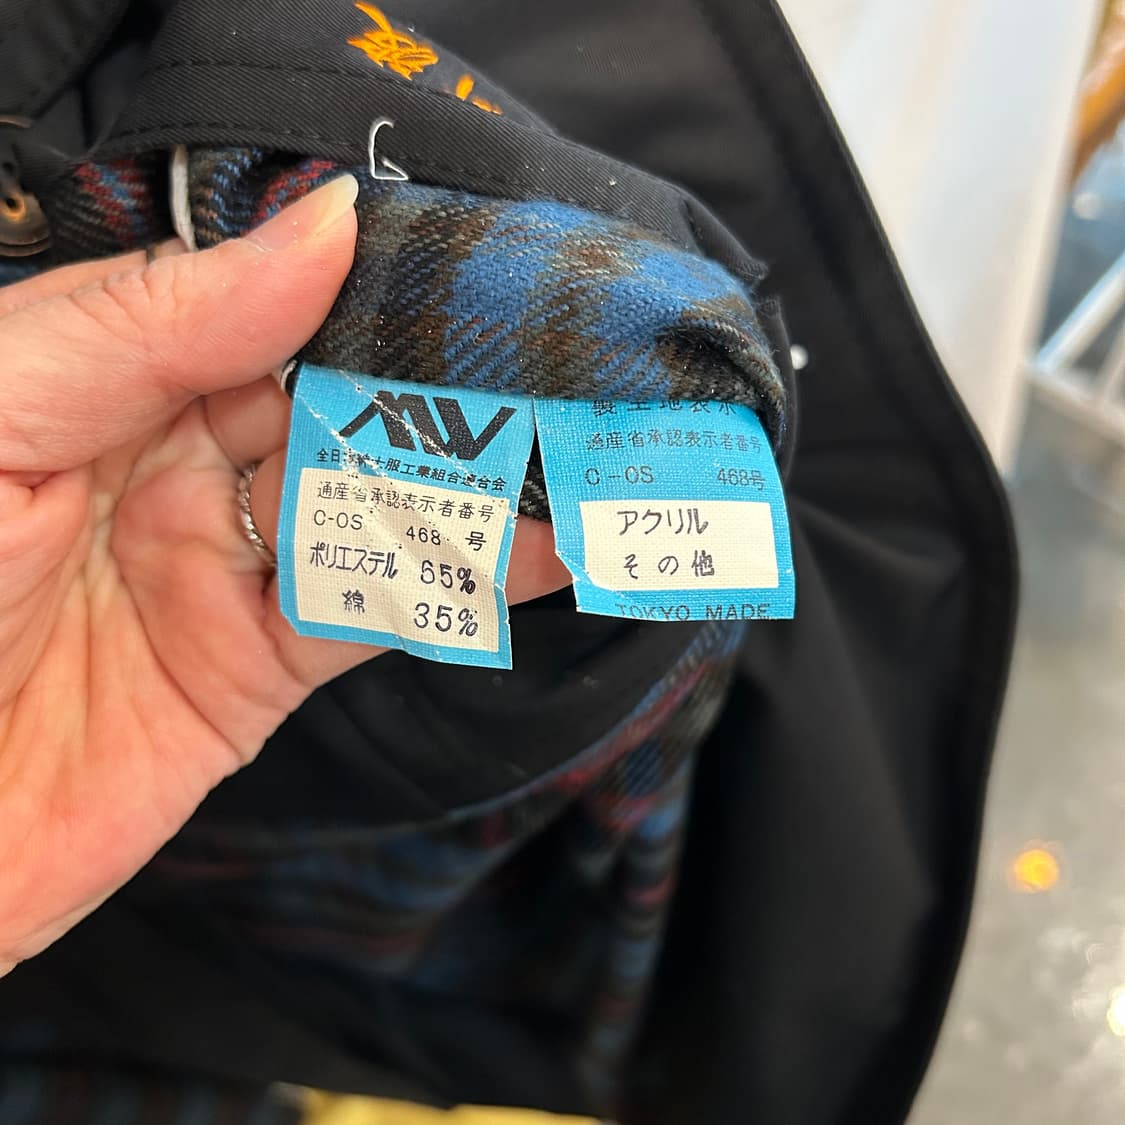 MW
全日本紳士服工業組合連合会
通産省承認表示者番号
C-OS 468 号
ポリエステル 65%
綿 35%
裏生地表示
通産省承認表示者番号
C-OS 468号
アクリル
その他
TOKYO MADE